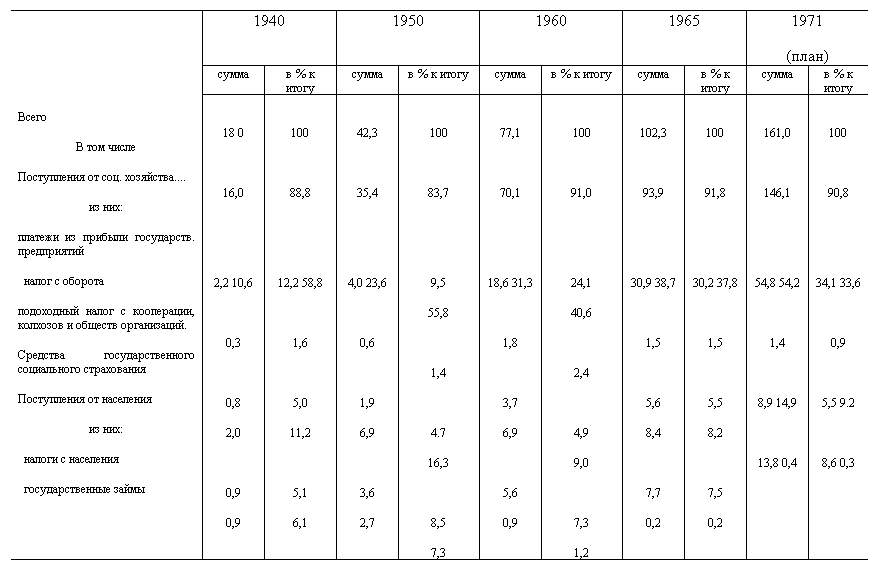 1940 1950 1960 1965 1971
(план)
сумма в % к итогу сумма в % к итогу сумма в % к итогу сумма в % к итогу сумма в % к итогу
Всего
18 0 100 42,3 100 77,1 100 102,3 100 161,0 100
В том числе
Поступления от соц. хозяйства....
16,0 88,8 35,4 83,7 70,1 91,0 93,9 91,8 146,1 90,8
из них:
платежи из прибыли государств.
предприятий
налог с оборота 2,2 10,6 12,2 58,8 4,0 23,6 9,5 18,6 31,3 24,1 30,9 38,7 30,2 37,8 54,8 54,2 34,1 33,6
подоходный налог с кооперации, 55,8 40,6
колхозов и обществ организаций.
0,3 1,6 0,6 1,8 1,5 1,5 1,4 0,9
Средства государственного
социального страхования 1,4 2,4
Поступления от населения 0,8 5,0 1,9 3,7 5,6 5,5 8,9 14,9 5,5 9.2
из них: 2,0 11,2 6,9 4.7 6,9 4,9 8,4 8,2
налоги с населения 16,3 9,0 13,8 0,4 8,6 0,3
государственные займы 0,9 5,1 3,6 5,6 7,7 7,5
0,9 6,1 2,7 8,5 0,9 7,3 0,2 0,2
7,3 1,2